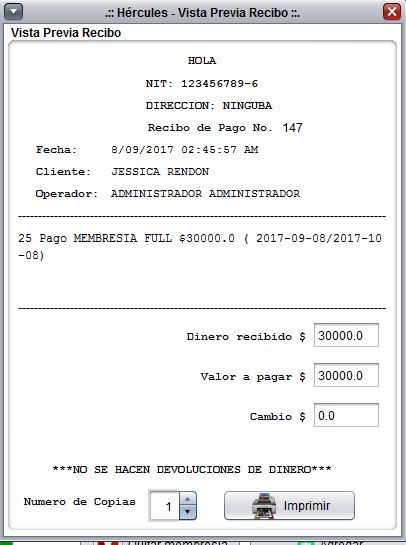 .:: Hércules - Vista Previa Recibo ::.
Vista Previa Recibo
HOLA
NIT: 123456789-6
DIRECCION: NINGUBA
Recibo de Pago No. 147
Fecha: 8/09/2017 02:45:57 AM
Cliente: JESSICA RENDON
Operador: ADMINISTRADOR ADMINISTRADOR
25 Pago MEMBRESIA FULL $30000.0 ( 2017-09-08/2017-10
-08)
Dinero recibido $ 30000.0
Valor a pagar $ 30000.0
Cambio $ 0.0
***NO SE HACEN DEVOLUCIONES DE DINERO***
Numero de Copias 1 Imprimir
Quitar membresia Agregar